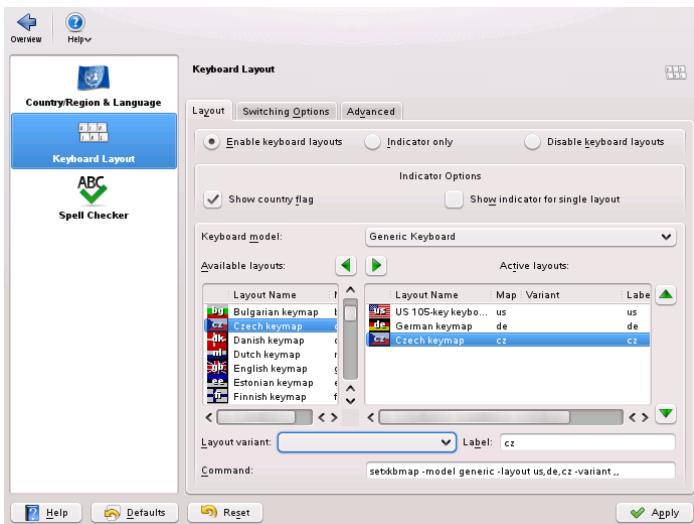 Overview
Help
Country/Region & Language
Keyboard Layout
ABC
Spell Checker
Keyboard Layout
Layout Switching Options Advanced
Enable keyboard layouts Indicator only Disable keyboard layouts
Indicator Options
Show country flag Show indicator for single layout
Keyboard model: Generic Keyboard
Available layouts: Active layouts:
Layout Name
bg Bulgarian keymap
cz Czech keymap
dk Danish keymap
nl Dutch keymap
gb English keymap
ee Estonian keymap
fi Finnish keymap
Layout Name Map Variant Labe
us US 105-key keybo... us us
de German keymap de de
cz Czech keymap cz cz
Layout variant: Label: cz
Command: setxkbmap -model generic -layout us,de,cz -variant ,,
Help Defaults Reset Apply